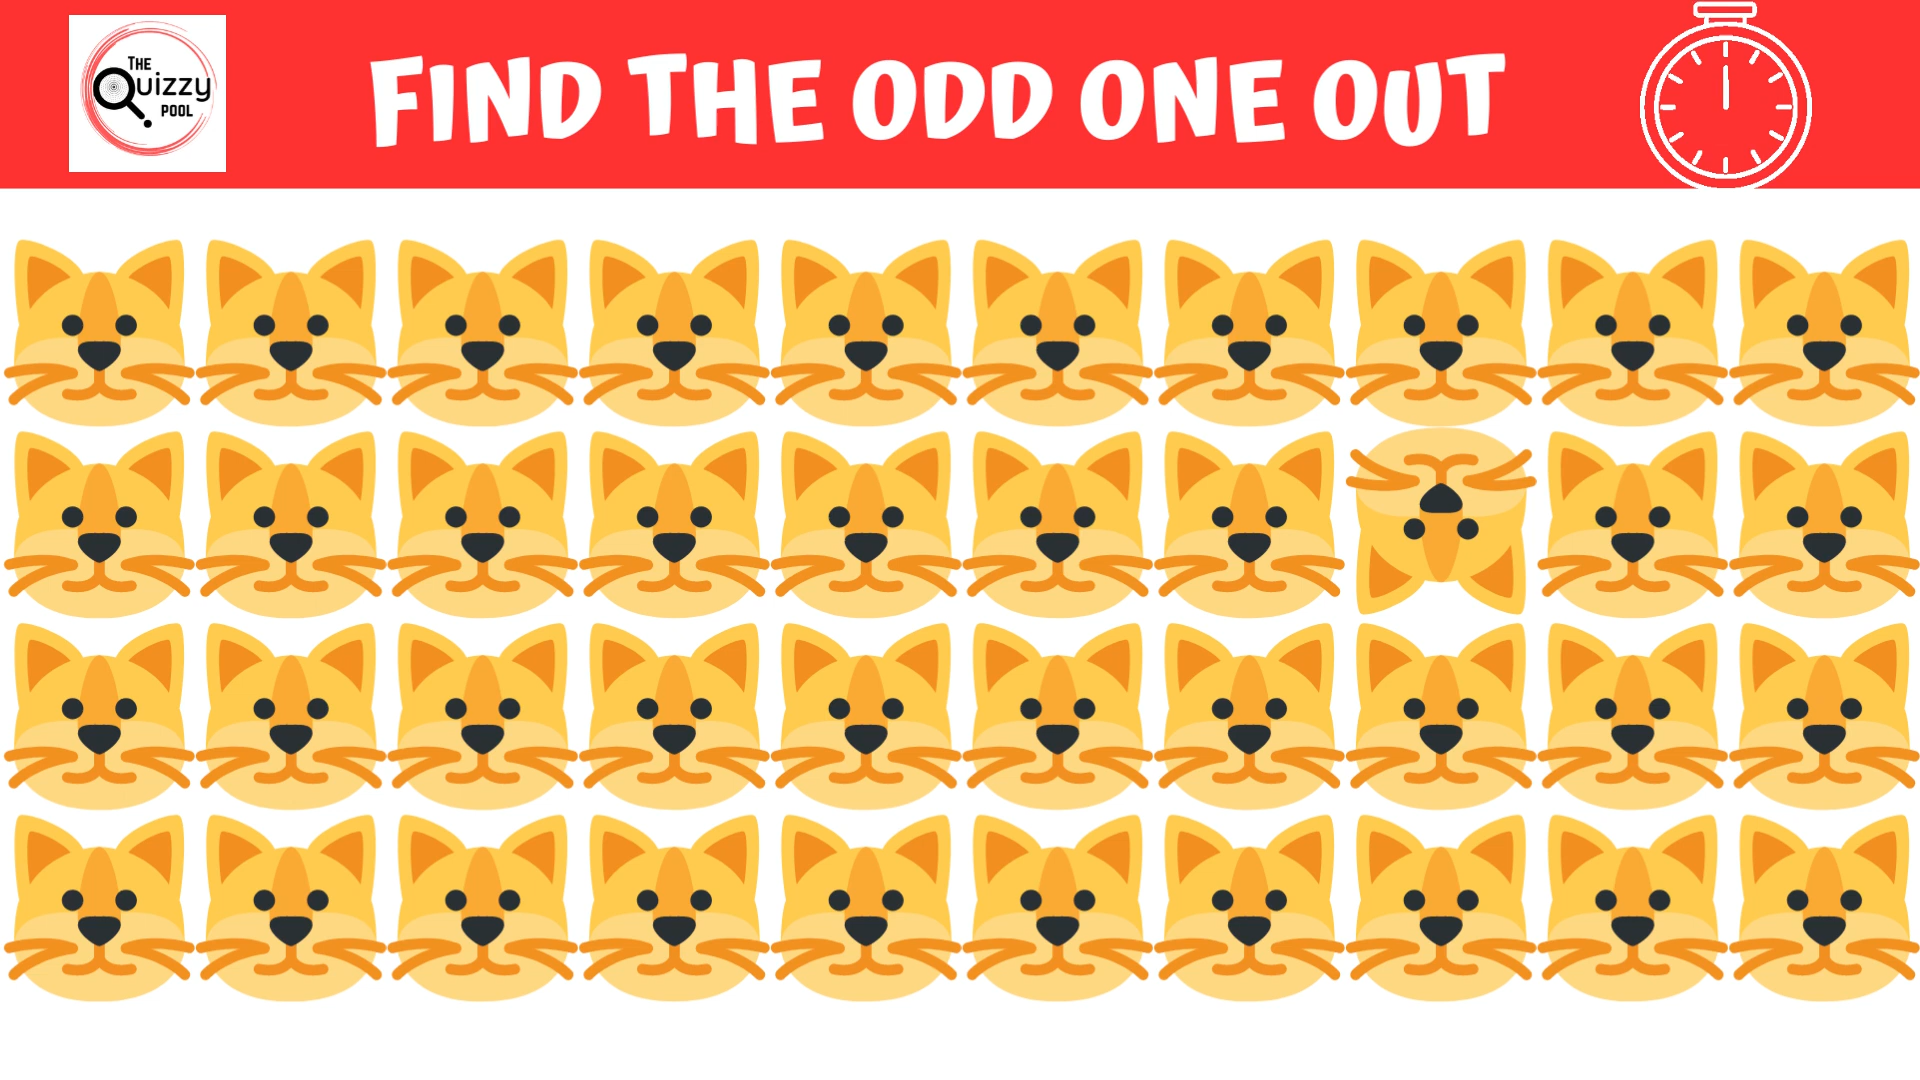 THE
Quizzy
POOL
FIND THE ODD ONE OUT